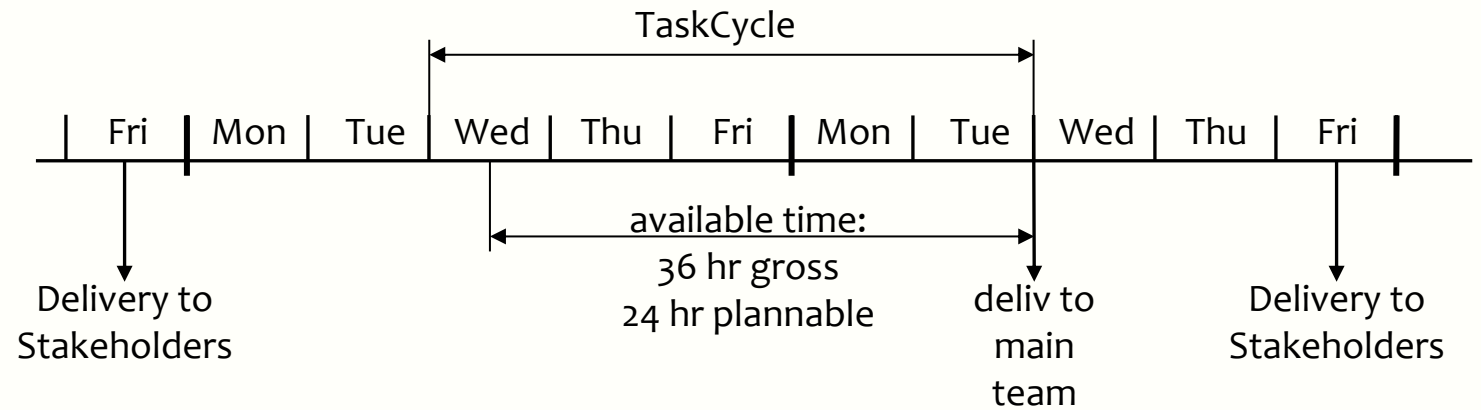 TaskCycle
Fri Mon Tue Wed Thu Fri Mon Tue Wed Thu Fri
available time:
36 hr gross
24 hr plannable
Delivery to
Stakeholders
deliv to
main
team
Delivery to
Stakeholders